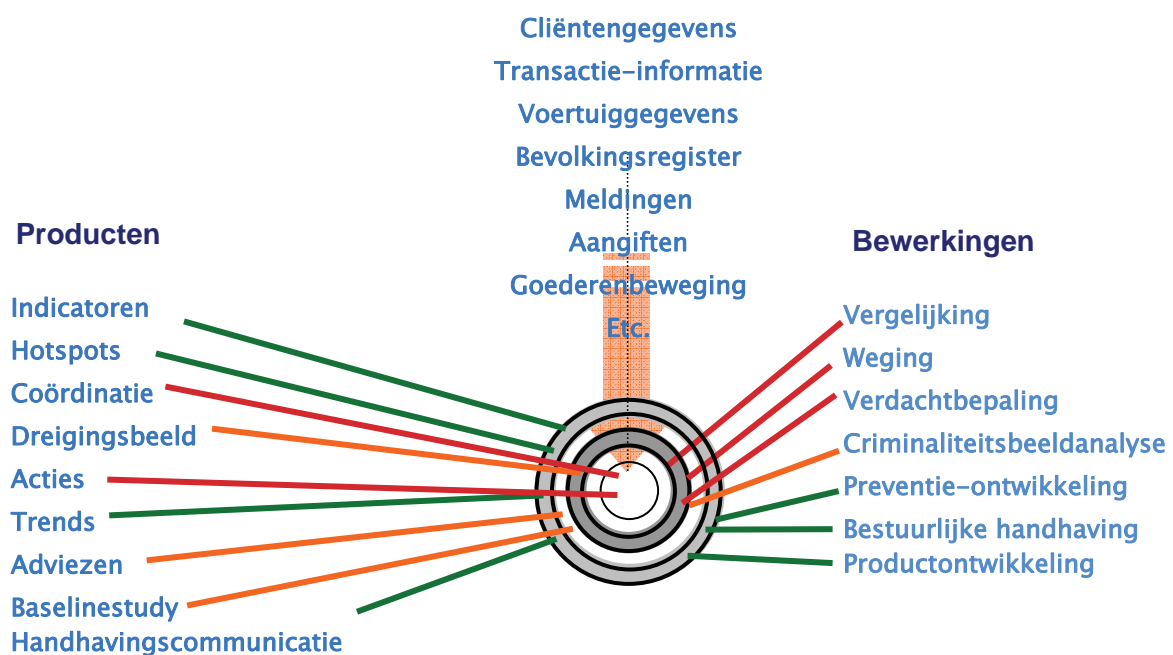 Cliëntengegevens
Transactie-informatie
Voertuiggegevens
Bevolkingsregister
Meldingen
Aangiften
Goederenbeweging
Etc.
Producten
Indicatoren
Hotspots
Coördinatie
Dreigingsbeeld
Acties
Trends
Adviezen
Baselinestudy
Handhavingscommunicatie
Bewerkingen
Vergelijking
Weging
Verdachtbepaling
Criminaliteitsbeeldanalyse
Preventie-ontwikkeling
Bestuurlijke handhaving
Productontwikkeling